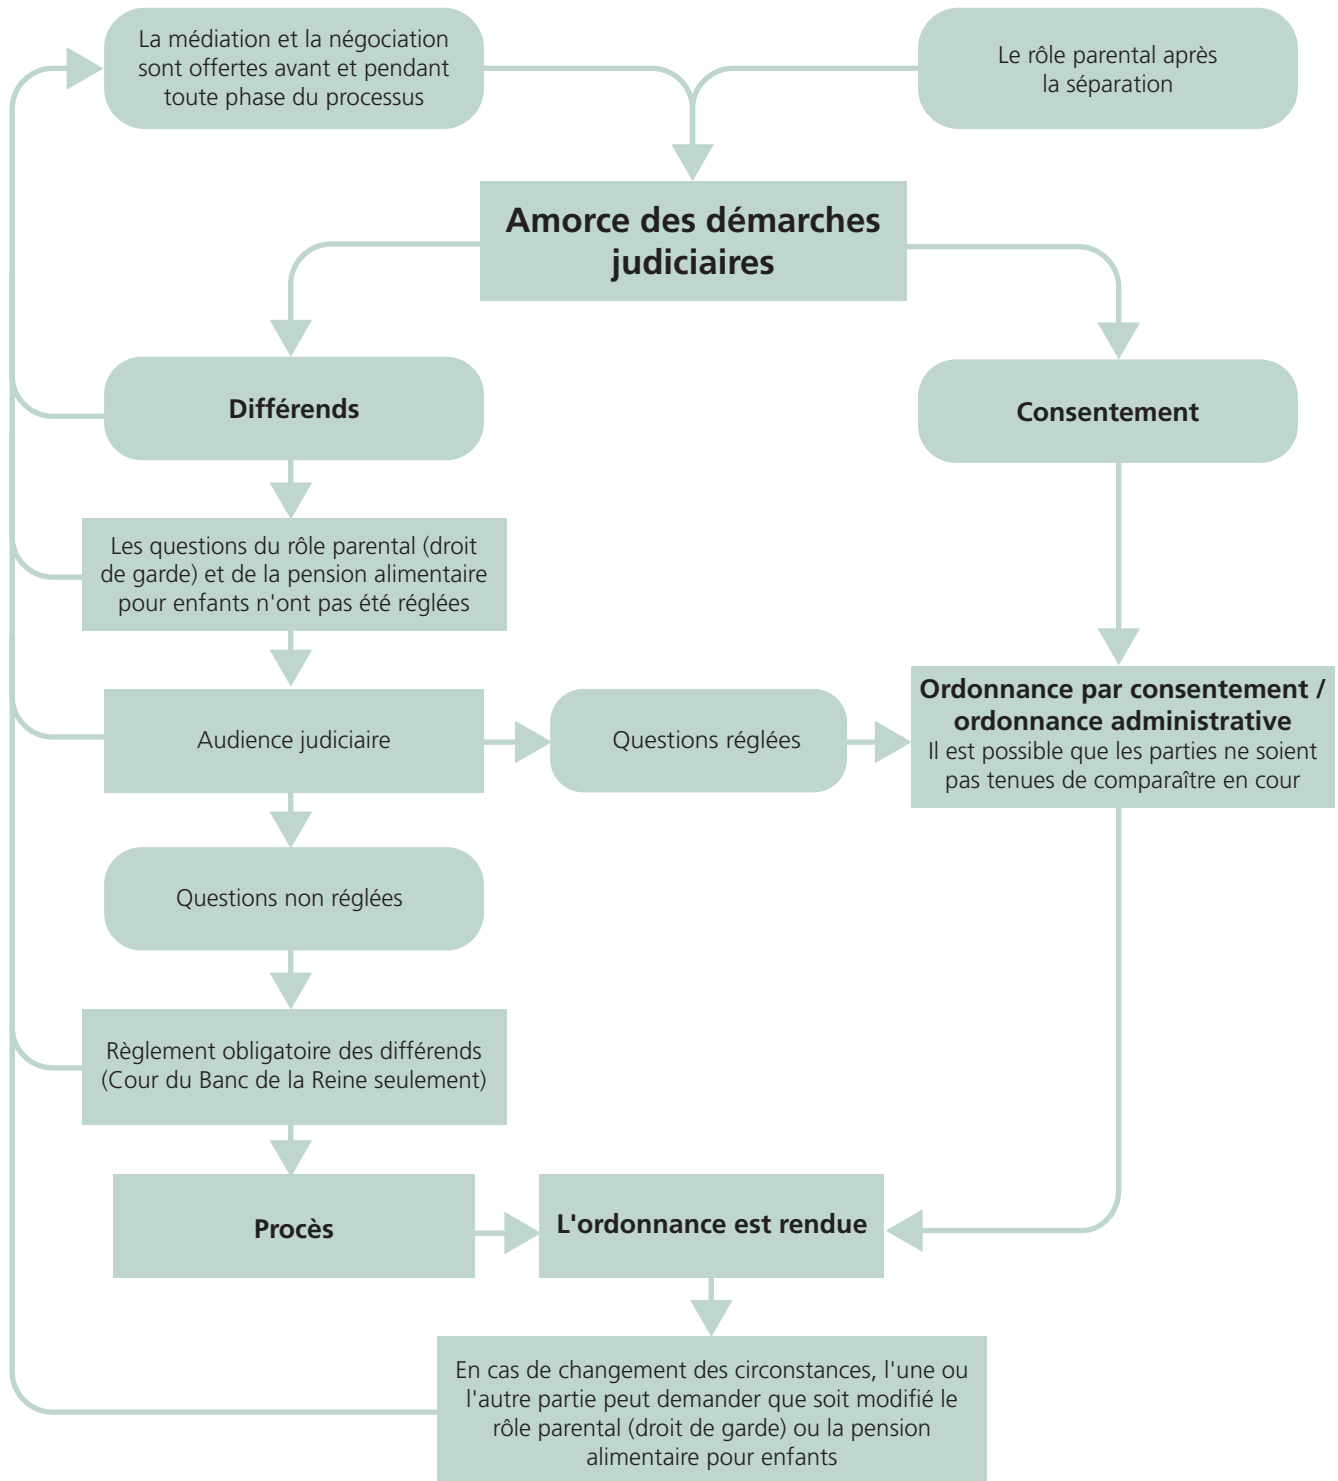 La médiation et la négociation
sont offertes avant et pendant
toute phase du processus
Le rôle parental après
la séparation
Amorce des démarches
judiciaires
Différends
Consentement
Les questions du rôle parental (droit
de garde) et de la pension alimentaire
pour enfants n'ont pas été réglées
Audience judiciaire
Questions réglées
Ordonnance par consentement /
ordonnance administrative
Il est possible que les parties ne soient
pas tenues de comparaître en cour
Questions non réglées
Règlement obligatoire des différends
(Cour du Banc de la Reine seulement)
Procès
L'ordonnance est rendue
En cas de changement des circonstances, l'une ou
l'autre partie peut demander que soit modifié le
rôle parental (droit de garde) ou la pension
alimentaire pour enfants